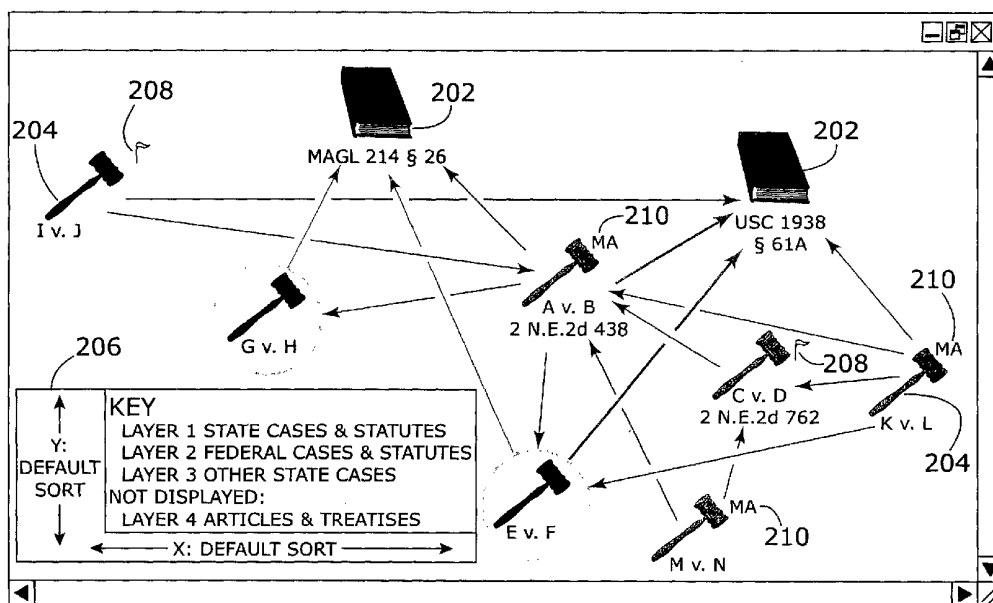 208
202
204
MAGL 214 § 26
202
I v. J
210
MA
USC 1938
§ 61A
210
A v. B
2 N.E.2d 438
G v. H
MA
206
208
C v. D
2 N.E.2d 762
K v. L
204
KEY
LAYER 1 STATE CASES & STATUTES
LAYER 2 FEDERAL CASES & STATUTES
LAYER 3 OTHER STATE CASES
NOT DISPLAYED:
LAYER 4 ARTICLES & TREATISES
Y:
DEFAULT
SORT
X: DEFAULT SORT
E v. F
MA
210
M v. N